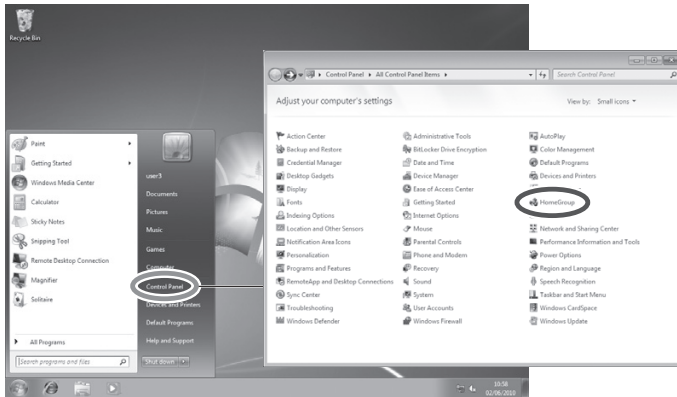 Recycle Bin
Control Panel ▸ All Control Panel Items ▸
Search Control Panel
Adjust your computer's settings
View by: Small icons
Action Center
Administrative Tools
AutoPlay
Backup and Restore
BitLocker Drive Encryption
Color Management
Credential Manager
Date and Time
Default Programs
Desktop Gadgets
Device Manager
Devices and Printers
Display
Ease of Access Center
Fonts
Getting Started
HomeGroup
Indexing Options
Internet Options
Location and Other Sensors
Mouse
Network and Sharing Center
Notification Area Icons
Parental Controls
Performance Information and Tools
Personalization
Phone and Modem
Power Options
Programs and Features
Recovery
Region and Language
RemoteApp and Desktop Connections
Sound
Speech Recognition
Sync Center
System
Taskbar and Start Menu
Troubleshooting
User Accounts
Windows CardSpace
Windows Defender
Windows Firewall
Windows Update
Paint
Getting Started
Windows Media Center
Calculator
Sticky Notes
Snipping Tool
Remote Desktop Connection
Magnifier
Solitaire
All Programs
Search programs and files
user3
Documents
Pictures
Music
Games
Computer
Control Panel
Devices and Printers
Default Programs
Help and Support
Shut down
10:58
02/06/2010